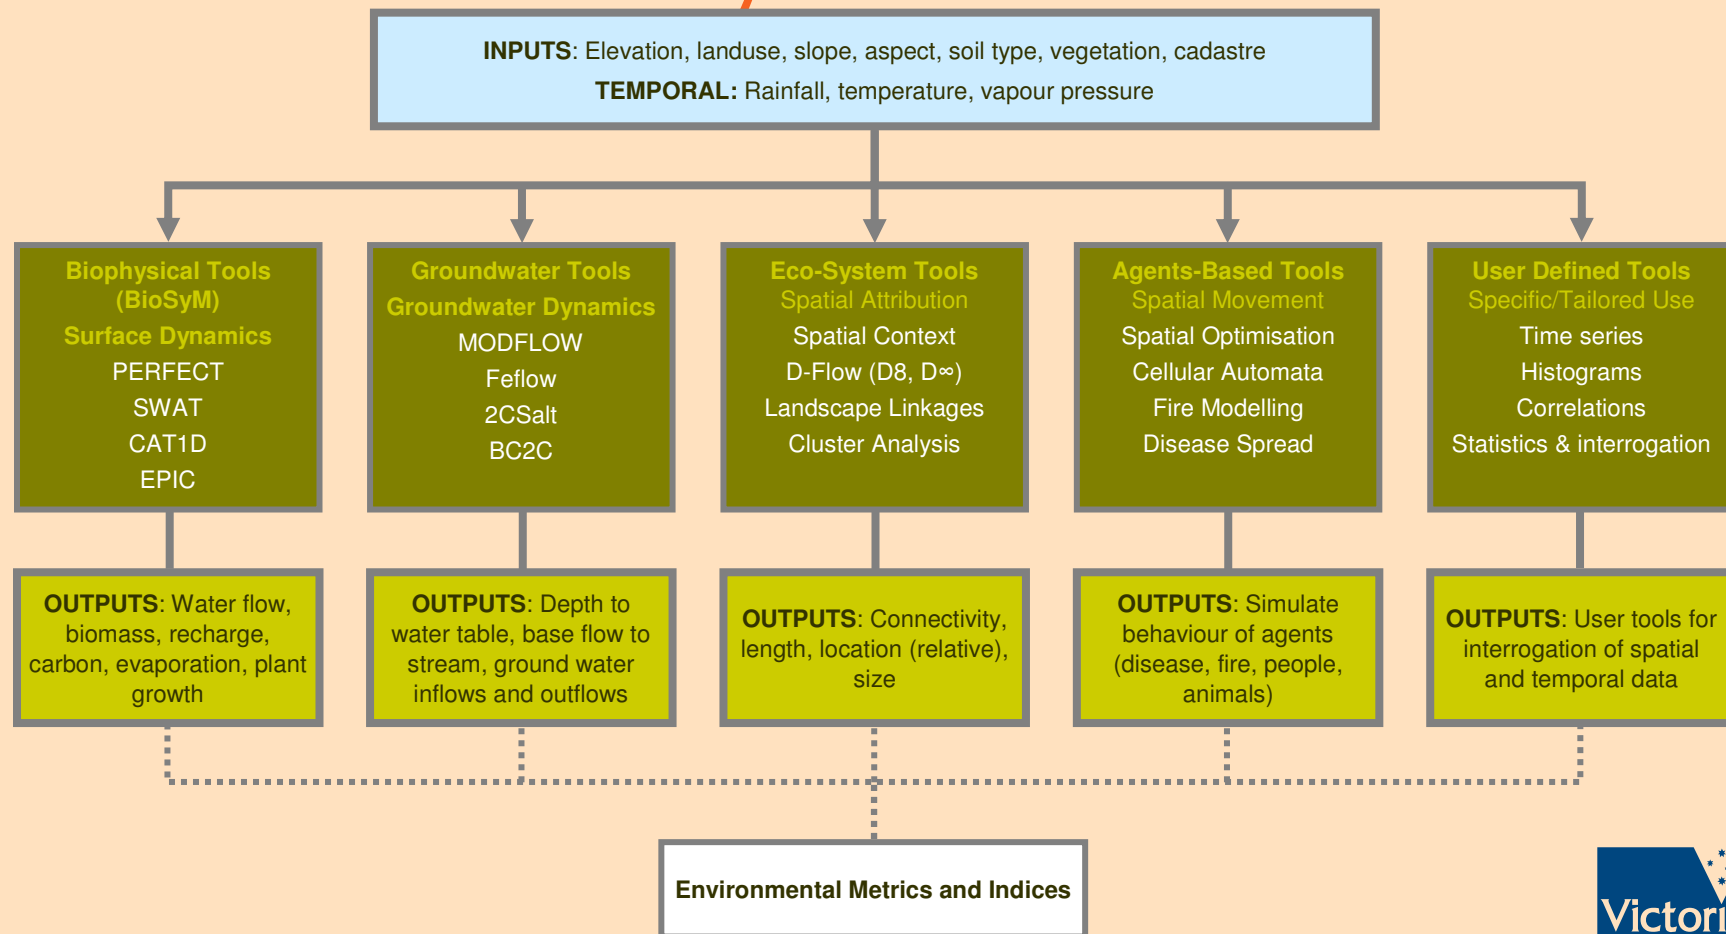 INPUTS: Elevation, landuse, slope, aspect, soil type, vegetation, cadastre
TEMPORAL: Rainfall, temperature, vapour pressure
Biophysical Tools
(BioSyM)
Surface Dynamics
PERFECT
SWAT
CAT1D
EPIC
Groundwater Tools
Groundwater Dynamics
MODFLOW
Feflow
2CSalt
BC2C
Eco-System Tools
Spatial Attribution
Spatial Context
D-Flow (D8, D∞)
Landscape Linkages
Cluster Analysis
Agents-Based Tools
Spatial Movement
Spatial Optimisation
Cellular Automata
Fire Modelling
Disease Spread
User Defined Tools
Specific/Tailored Use
Time series
Histograms
Correlations
Statistics & interrogation
OUTPUTS: Water flow,
biomass, recharge,
carbon, evaporation, plant
growth
OUTPUTS: Depth to
water table, base flow to
stream, ground water
inflows and outflows
OUTPUTS: Connectivity,
length, location (relative),
size
OUTPUTS: Simulate
behaviour of agents
(disease, fire, people,
animals)
OUTPUTS: User tools for
interrogation of spatial
and temporal data
Environmental Metrics and Indices
Victori